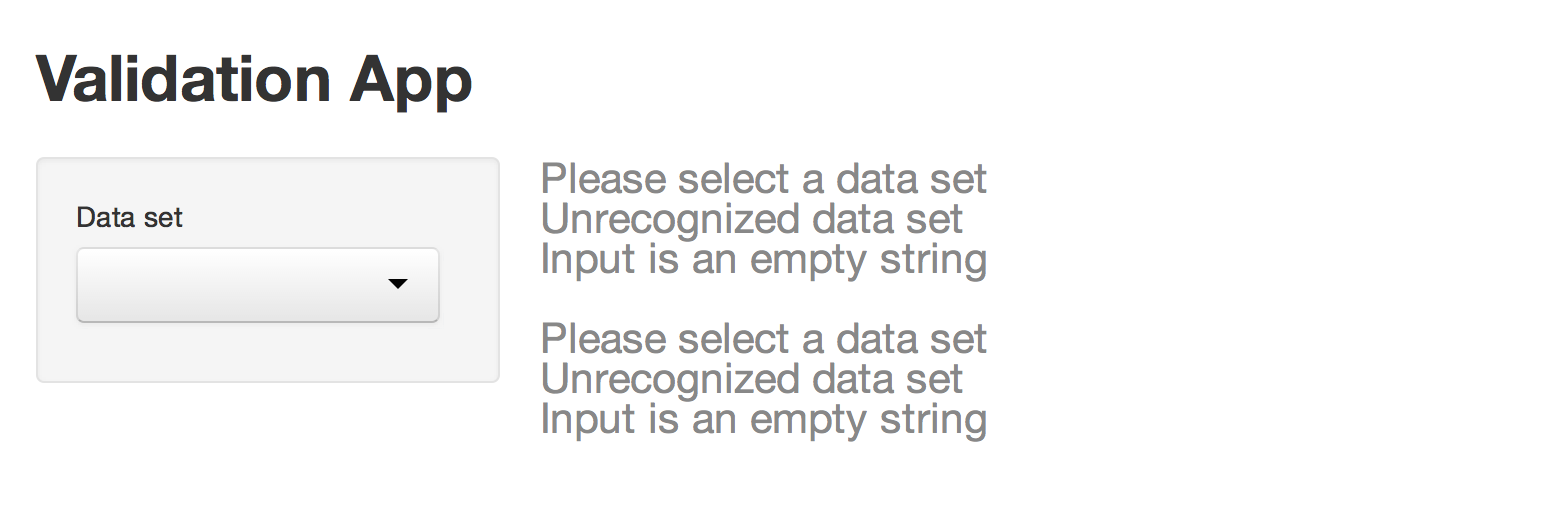 Validation App
Data set
Please select a data set
Unrecognized data set
Input is an empty string
Please select a data set
Unrecognized data set
Input is an empty string